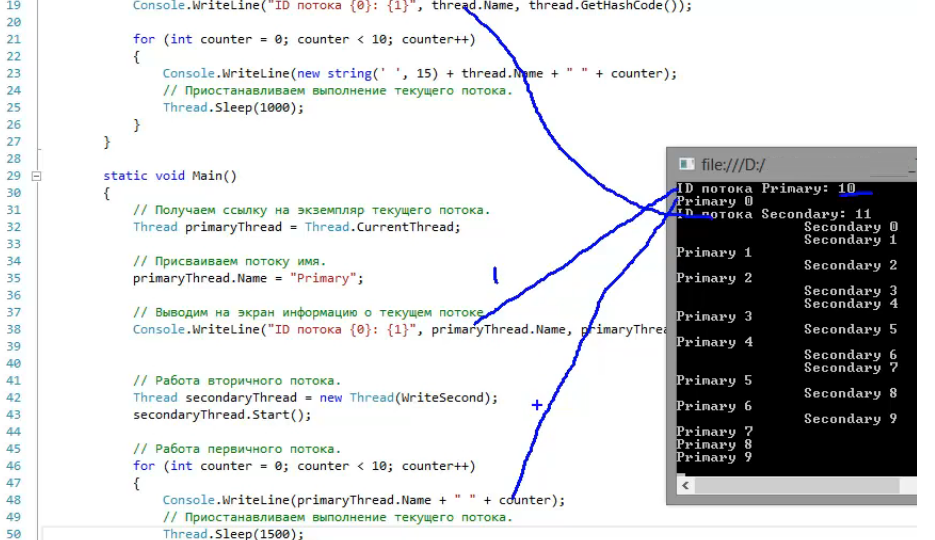 19 Console.WriteLine("ID потока {0}: {1}", thread.Name, thread.GetHashCode());
20
21 for (int counter = 0; counter < 10; counter++)
22 {
23 Console.WriteLine(new string(' ', 15) + thread.Name + " " + counter);
24 // Приостанавливаем выполнение текущего потока.
25 Thread.Sleep(1000);
26 }
27 }
28
29 static void Main()
30 {
31 // Получаем ссылку на экземпляр текущего потока.
32 Thread primaryThread = Thread.CurrentThread;
33
34 // Присваиваем потоку имя.
35 primaryThread.Name = "Primary";
36
37 // Выводим на экран информацию о текущем потоке.
38 Console.WriteLine("ID потока {0}: {1}", primaryThread.Name, primaryThrea
39
40
41 // Работа вторичного потока.
42 Thread secondaryThread = new Thread(WriteSecond);
43 secondaryThread.Start();
44
45 // Работа первичного потока.
46 for (int counter = 0; counter < 10; counter++)
47 {
48 Console.WriteLine(primaryThread.Name + " " + counter);
49 // Приостанавливаем выполнение текущего потока.
50 Thread.Sleep(1500);
file:///D:/
ID потока Primary: 10
Primary 0
ID потока Secondary: 11
Secondary 0
Secondary 1
Primary 1
Secondary 2
Primary 2
Secondary 3
Secondary 4
Primary 3
Secondary 5
Primary 4
Secondary 6
Secondary 7
Primary 5
Secondary 8
Primary 6
Secondary 9
Primary 7
Primary 8
Primary 9